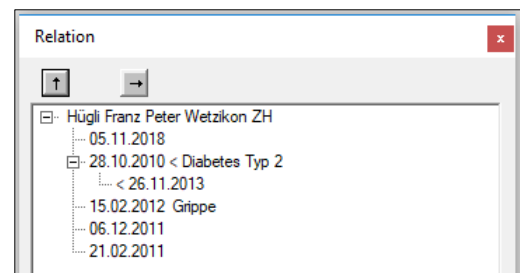 Relation
x
↑ →
Hügli Franz Peter Wetzikon ZH
05.11.2018
28.10.2010 < Diabetes Typ 2
< 26.11.2013
15.02.2012 Grippe
06.12.2011
21.02.2011